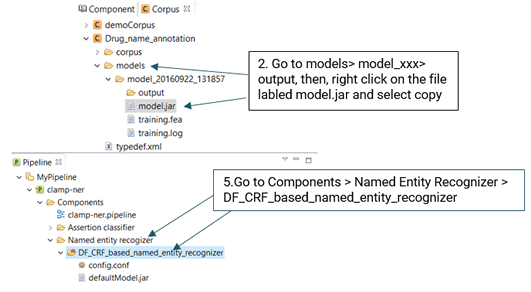 Component Corpus
demoCorpus
Drug_name_annotation
corpus
models
model_20160922_131857
output
model.jar
training.fea
training.log
typedef.xml
2. Go to models> model_xxx>
output, then, right click on the file
labled model.jar and select copy
Pipeline
MyPipeline
clamp-ner
Components
clamp-ner.pipeline
Assertion classifier
Named entity recogizer
DF_CRF_based_named_entity_recognizer
config.conf
defaultModel.jar
5.Go to Components > Named Entity Recognizer >
DF_CRF_based_named_entity_recognizer